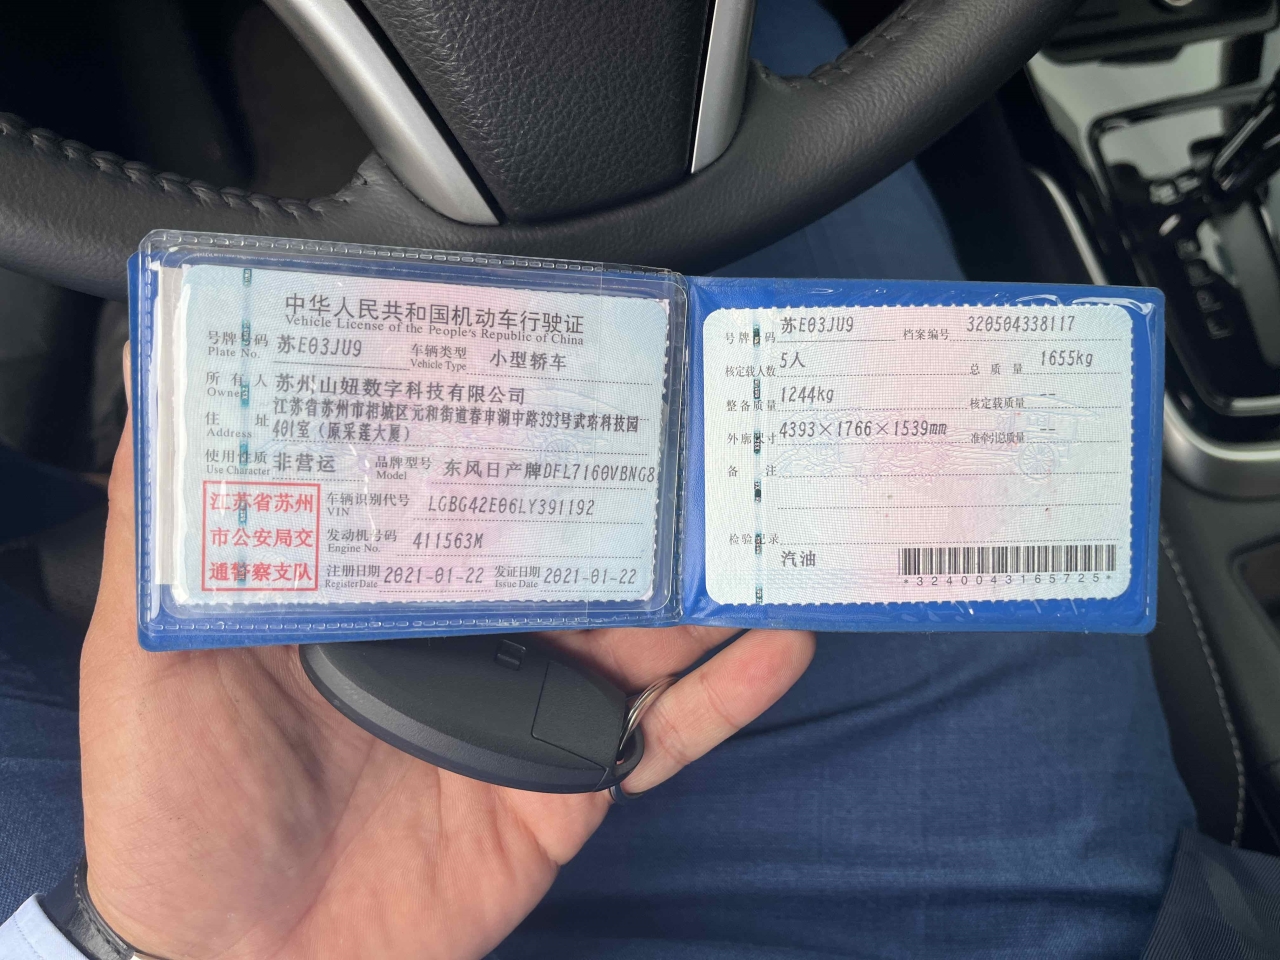 中华人民共和国机动车行驶证
Vehicle License of the People's Republic of China
号牌号码 苏E03JU9 车辆类型 小型轿车
Plate No. Vehicle Type
所有人 苏州山妞数字科技有限公司
Owner
住址 江苏省苏州市相城区元和街道春申湖中路393号武珞科技园
Address 401室（原采莲大厦）
使用性质 非营运 品牌型号 东风日产牌DFL7160VBNG8
Use Character Model
江苏省苏州
市公安局交
通警察支队
车辆识别代号 LGBG42E06LY391192
VIN
发动机号码 411563M
Engine No.
注册日期 2021-01-22 发证日期 2021-01-22
Register Date Issue Date
号牌号码 苏E03JU9 档案编号 320504338117
核定载人数 5人 总质量 1655kg
整备质量 1244kg 核定载质量 --
外廓尺寸 4393×1766×1539mm 准牵引总质量 --
备注
检验记录
汽油
*3240043165725*